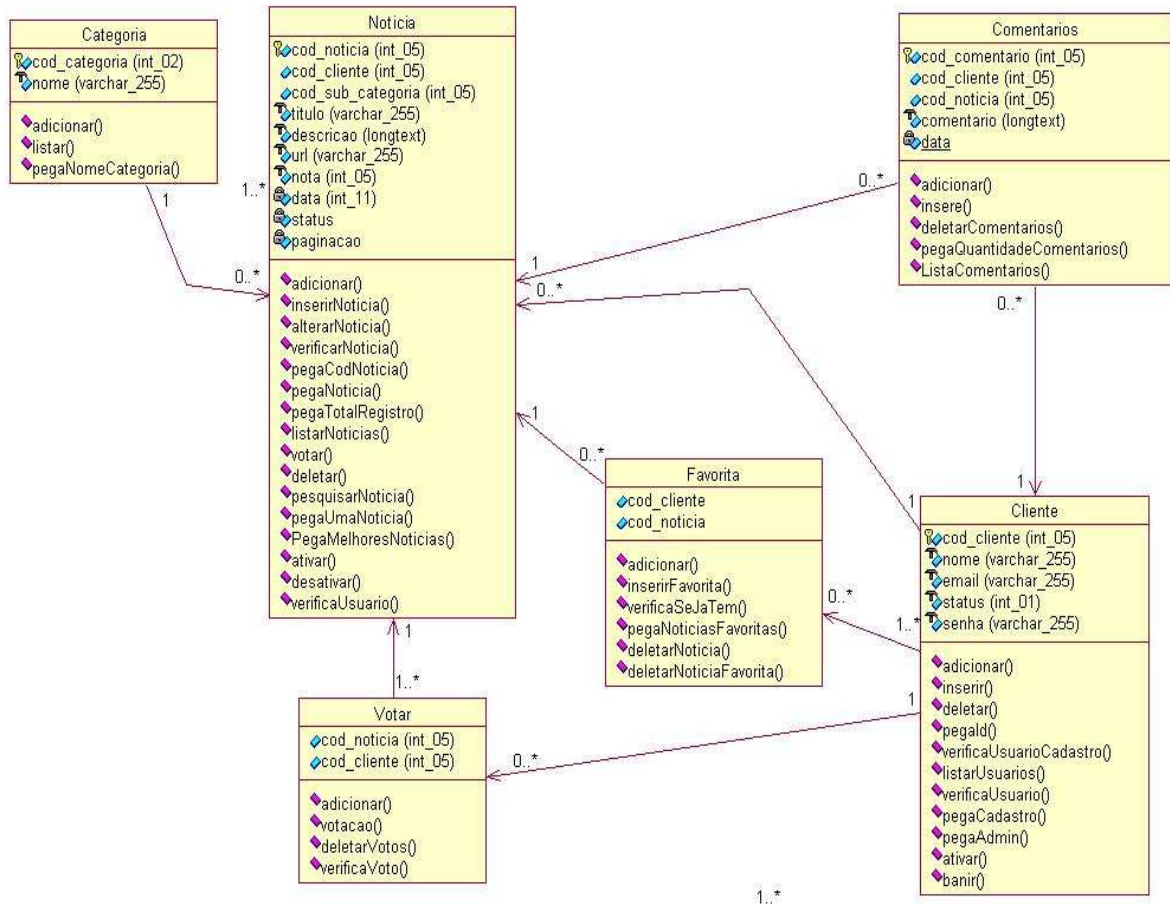 Categoria
cod_categoria (int_02)
nome (varchar_255)
adicionar()
listar()
pegaNomeCategoria()
1
0..*
1..*
Noticia
cod_noticia (int_05)
cod_cliente (int_05)
cod_sub_categoria (int_05)
titulo (varchar_255)
descricao (longtext)
url (varchar_255)
nota (int_05)
data (int_11)
status
paginacao
adicionar()
inserirNoticia()
alterarNoticia()
verificarNoticia()
pegaCodNoticia()
pegaNoticia()
pegaTotalRegistro()
listarNoticias()
votar()
deletar()
pesquisarNoticia()
pegaUmaNoticia()
PegaMelhoresNoticias()
ativar()
desativar()
verificaUsuario()
Comentarios
cod_comentario (int_05)
cod_cliente (int_05)
cod_noticia (int_05)
comentario (longtext)
data
adicionar()
insere()
deletarComentarios()
pegaQuantidadeComentarios()
ListaComentarios()
0..*
1
0..*
0..*
1
0..*
Favorita
cod_cliente
cod_noticia
adicionar()
inserirFavorita()
verificaSeJaTem()
pegaNoticiasFavoritas()
deletarNoticia()
deletarNoticiaFavorita()
1
1
Cliente
cod_cliente (int_05)
nome (varchar_255)
email (varchar_255)
status (int_01)
senha (varchar_255)
adicionar()
inserir()
deletar()
pegaId()
verificaUsuarioCadastro()
listarUsuarios()
verificaUsuario()
pegaCadastro()
pegaAdmin()
ativar()
banir()
0..*
1..*
1
1..*
Votar
cod_noticia (int_05)
cod_cliente (int_05)
adicionar()
votacao()
deletarVotos()
verificaVoto()
1
0..*
1..*